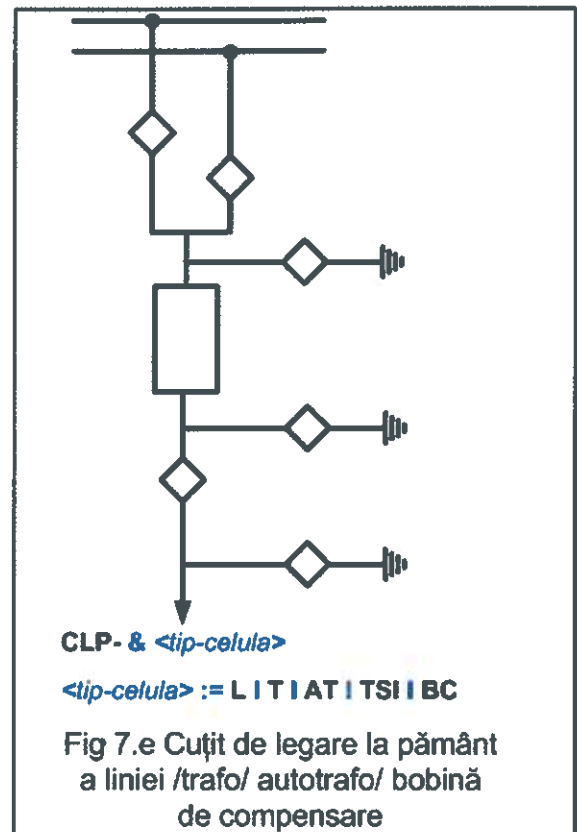 CLP- & <tip-celula>
<tip-celula> := L | T | AT | TSI | BC
Fig 7.e Cuțit de legare la pământ
a liniei /trafo/ autotrafo/ bobină
de compensare